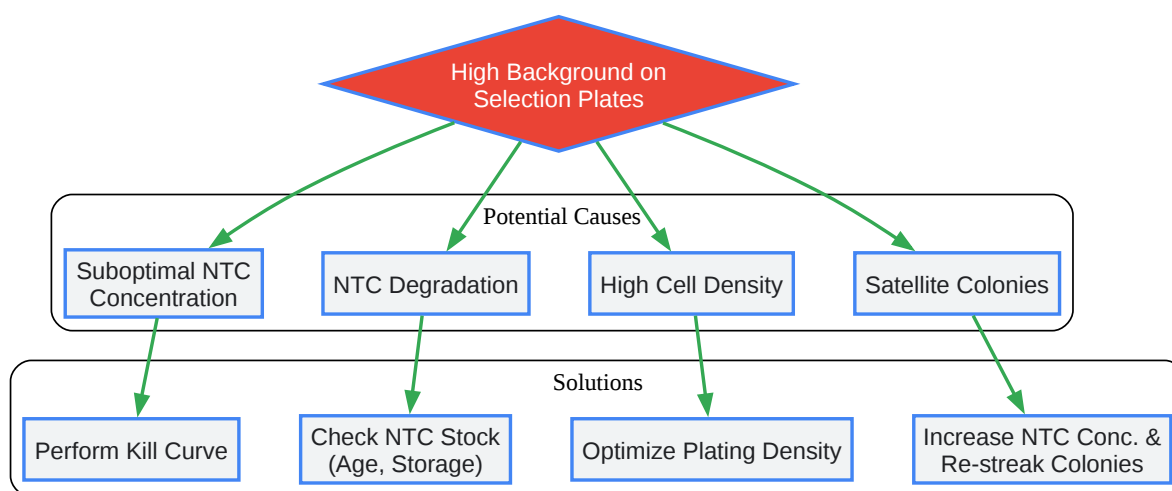 High Background on
Selection Plates
Potential Causes
Suboptimal NTC
Concentration
NTC Degradation
High Cell Density
Satellite Colonies
Solutions
Perform Kill Curve
Check NTC Stock
(Age, Storage)
Optimize Plating Density
Increase NTC Conc. &
Re-streak Colonies